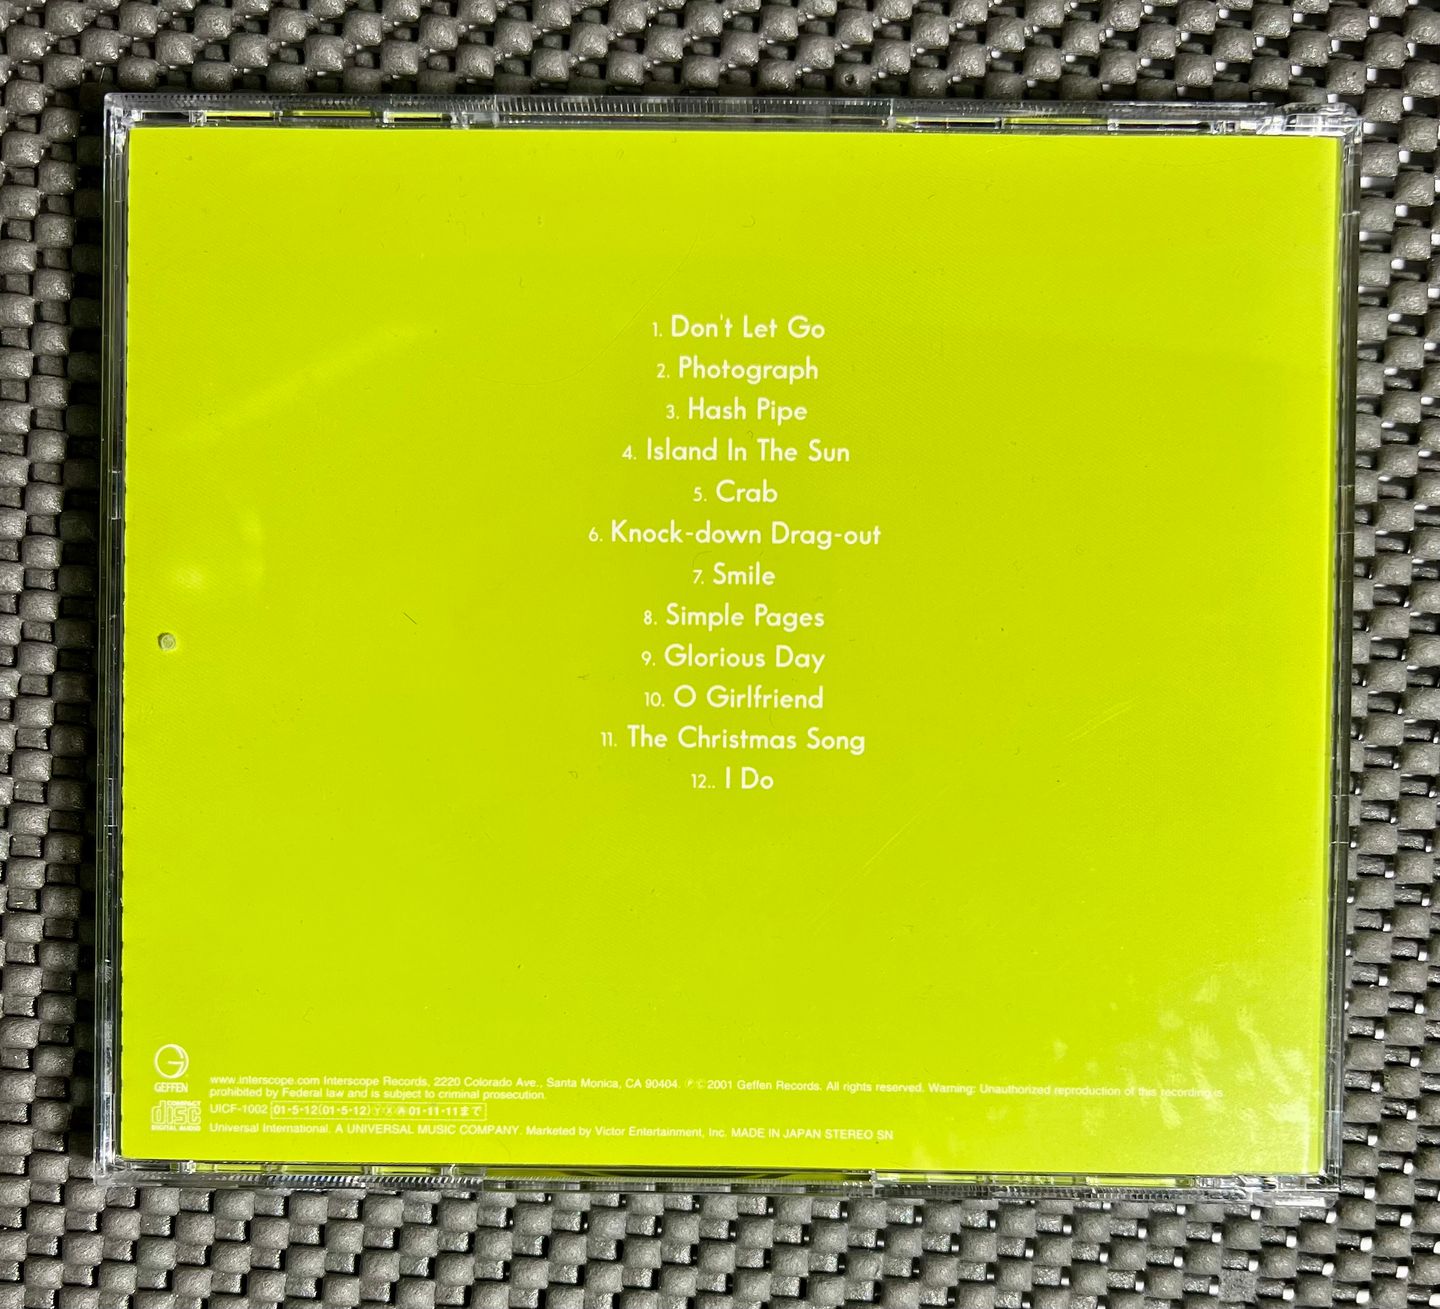 1. Don't Let Go
2. Photograph
3. Hash Pipe
4. Island In The Sun
5. Crab
6. Knock-down Drag-out
7. Smile
8. Simple Pages
9. Glorious Day
10. O Girlfriend
11. The Christmas Song
12.. I Do
GEFFEN
www.interscope.com Interscope Records, 2220 Colorado Ave., Santa Monica, CA 90404. ℗© 2001 Geffen Records. All rights reserved. Warning: Unauthorized reproduction of this recording is
prohibited by Federal law and is subject to criminal prosecution.
COMPACT
disc
DIGITAL AUDIO
UICF-1002 01·5·12(01·5·12) Ⓨ Ⓧ 01·11·11まで
Universal International. A UNIVERSAL MUSIC COMPANY. Marketed by Victor Entertainment, Inc. MADE IN JAPAN STEREO SN